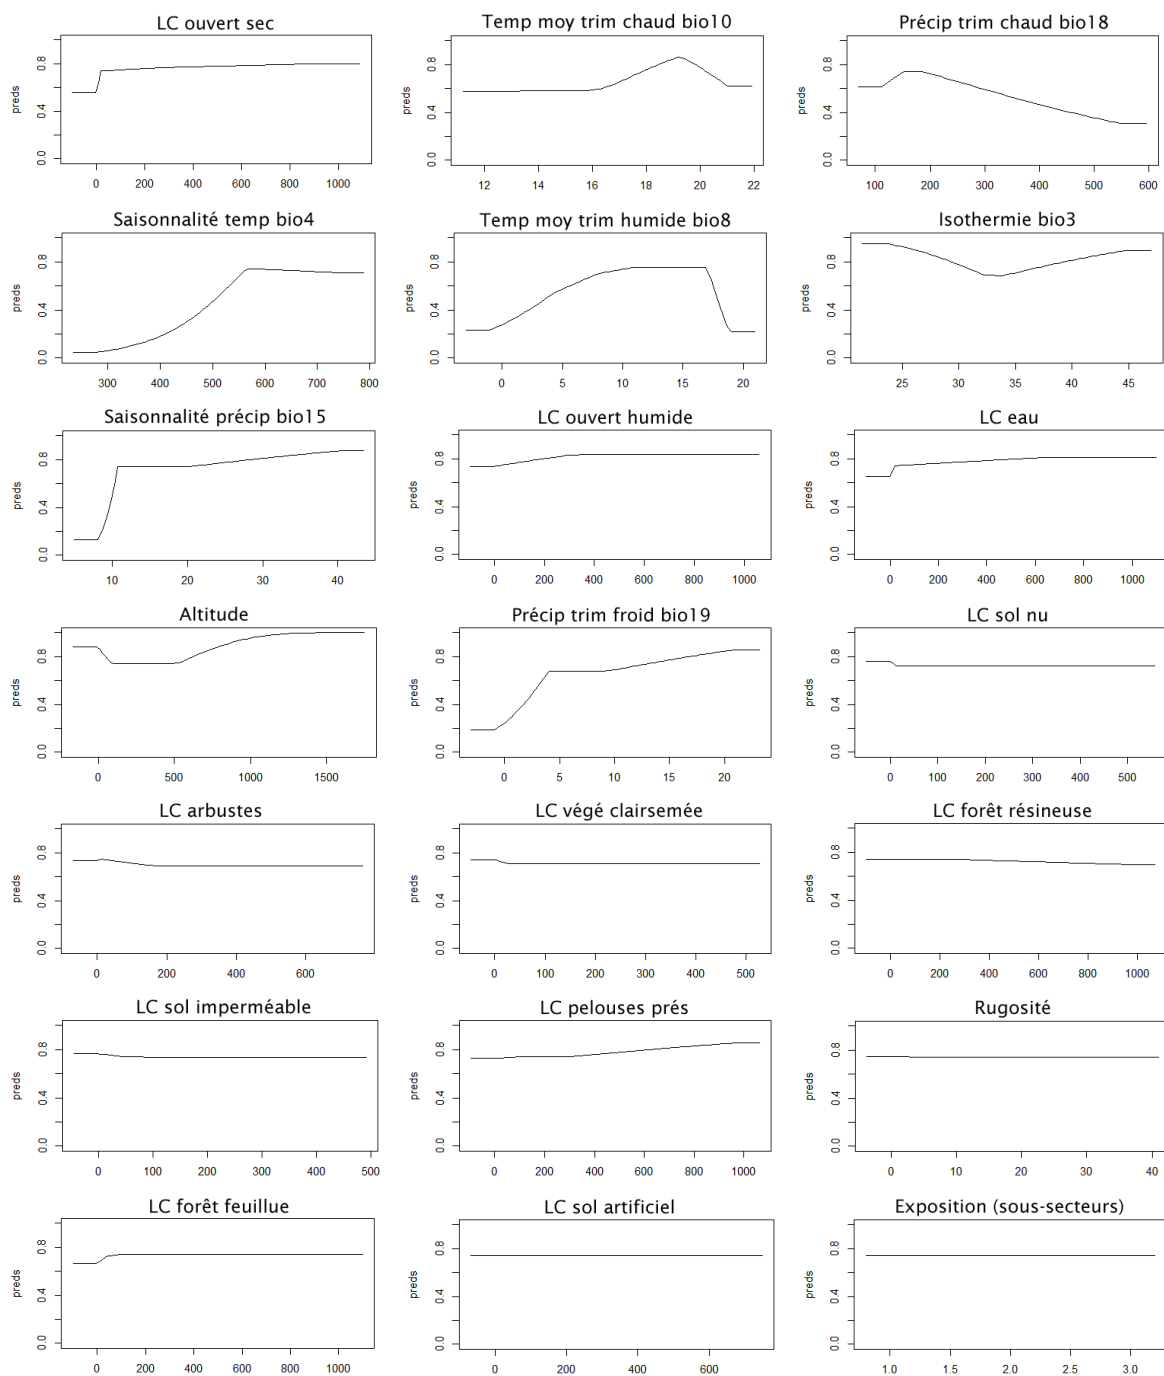 LC ouvert sec
Temp moy trim chaud bio10
Précip trim chaud bio18
preds
0.0 0.4 0.8
0 200 400 600 800 1000
preds
0.0 0.4 0.8
12 14 16 18 20 22
preds
0.0 0.4 0.8
100 200 300 400 500 600
Saisonnalité temp bio4
Temp moy trim humide bio8
Isothermie bio3
preds
0.0 0.4 0.8
300 400 500 600 700 800
preds
0.0 0.4 0.8
0 5 10 15 20
preds
0.0 0.4 0.8
25 30 35 40 45
Saisonnalité précip bio15
LC ouvert humide
LC eau
preds
0.0 0.4 0.8
10 20 30 40
preds
0.0 0.4 0.8
0 200 400 600 800 1000
preds
0.0 0.4 0.8
0 200 400 600 800 1000
Altitude
Précip trim froid bio19
LC sol nu
preds
0.0 0.4 0.8
0 500 1000 1500
preds
0.0 0.4 0.8
0 5 10 15 20
preds
0.0 0.4 0.8
0 100 200 300 400 500
LC arbustes
LC végé clairsemée
LC forêt résineuse
preds
0.0 0.4 0.8
0 200 400 600
preds
0.0 0.4 0.8
0 100 200 300 400 500
preds
0.0 0.4 0.8
0 200 400 600 800 1000
LC sol imperméable
LC pelouses prés
Rugosité
preds
0.0 0.4 0.8
0 100 200 300 400 500
preds
0.0 0.4 0.8
0 200 400 600 800 1000
preds
0.0 0.4 0.8
0 10 20 30 40
LC forêt feuillue
LC sol artificiel
Exposition (sous-secteurs)
preds
0.0 0.4 0.8
0 200 400 600 800 1000
preds
0.0 0.4 0.8
0 200 400 600
preds
0.0 0.4 0.8
1.0 1.5 2.0 2.5 3.0